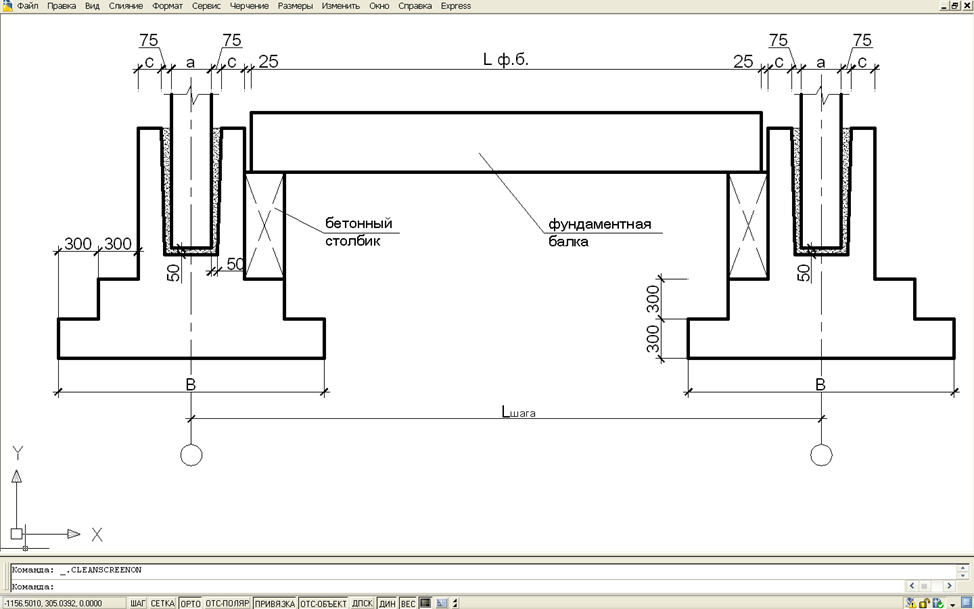 Файл Правка Вид Слияние Формат Сервис Черчение Размеры Изменить Окно Справка Express
75 75 75 75
c a c 25 L ф.б. 25 c a c
бетонный
столбик
фундаментная
балка
300 300
50 50 50
300
300
B B
Lшага
Y
X
Команда: _.CLEANSCREENON
Команда:
-1156.5010, 305.0392, 0.0000 ШАГ СЕТКА ОРТО ОТС-ПОЛЯР ПРИВЯЗКА ОТС-ОБЪЕКТ ДПСК ДИН ВЕС